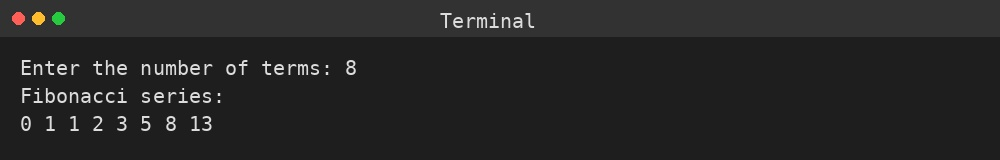 Terminal
Enter the number of terms: 8
Fibonacci series:
0 1 1 2 3 5 8 13